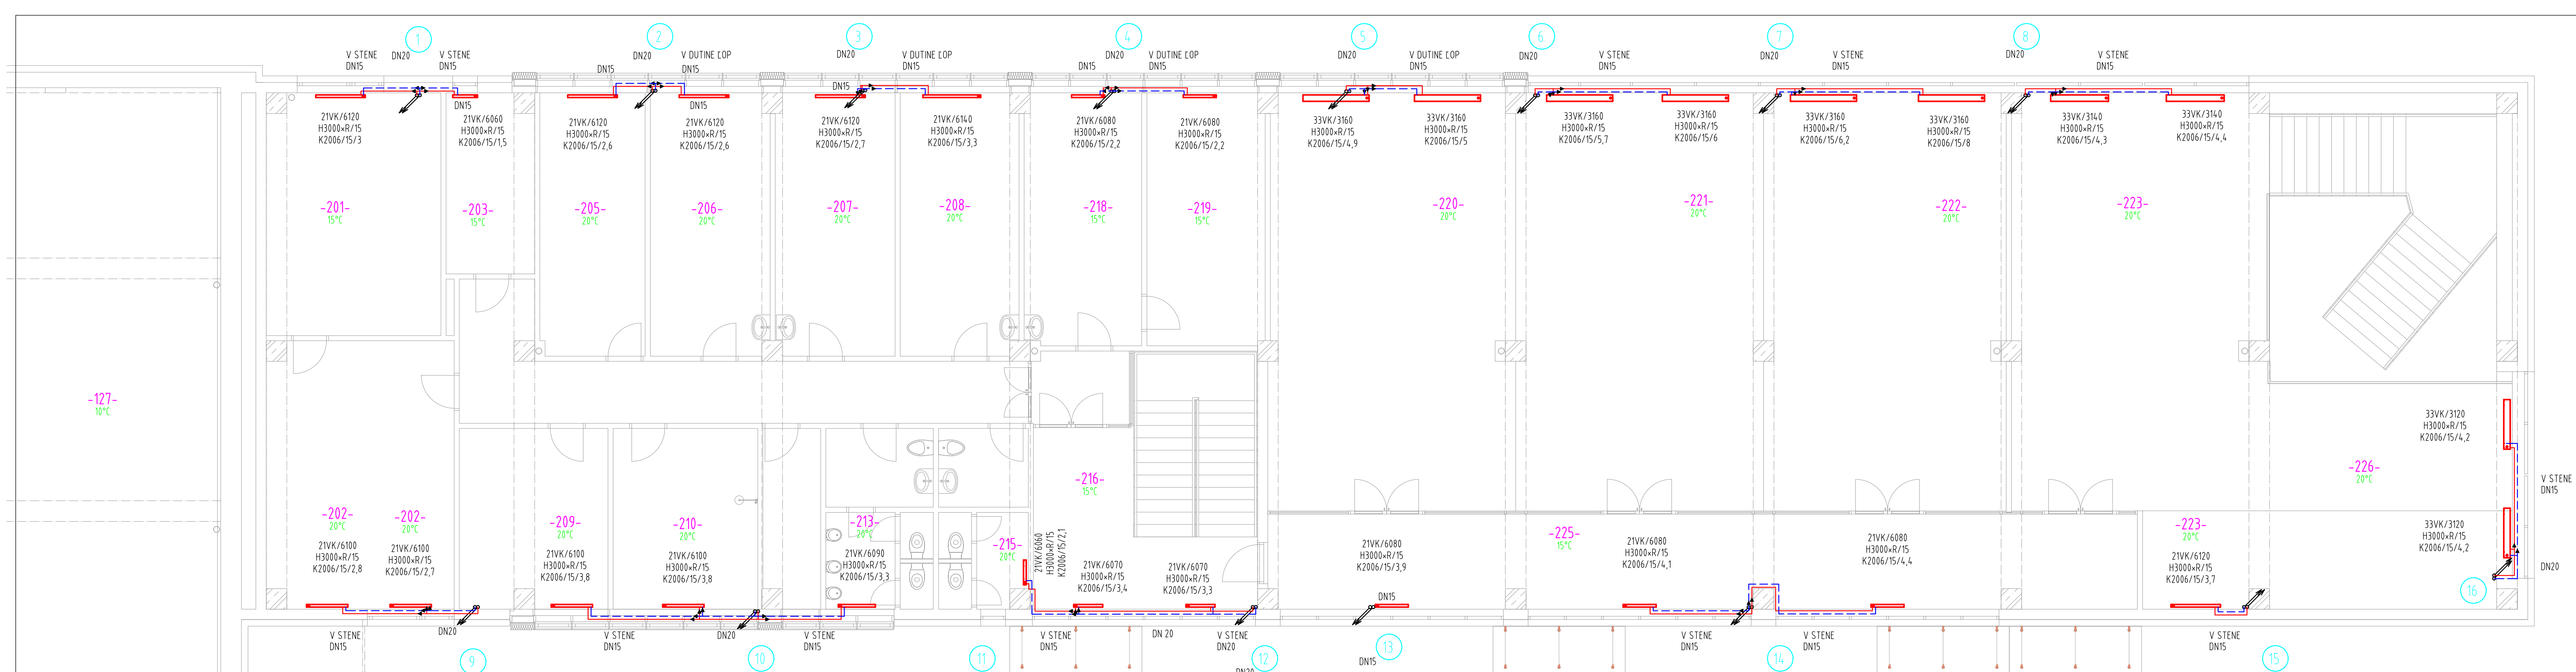 1
2
3
4
5
6
7
8
V STENE
DN15
DN20
V STENE
DN15
DN15
DN15
DN20
V DUTINE ĽOP
DN15
DN15
DN20
DN15
V DUTINE ĽOP
DN15
DN20
DN15
V DUTINE ĽOP
DN15
DN20
V DUTINE ĽOP
DN15
DN20
V STENE
DN15
DN20
V STENE
DN15
DN20
V STENE
DN15
21VK/6120
H3000×R/15
K2006/15/3
21VK/6060
H3000×R/15
K2006/15/1,5
21VK/6120
H3000×R/15
K2006/15/2,6
21VK/6120
H3000×R/15
K2006/15/2,6
21VK/6120
H3000×R/15
K2006/15/2,7
21VK/6140
H3000×R/15
K2006/15/3,3
21VK/6080
H3000×R/15
K2006/15/2,2
21VK/6080
H3000×R/15
K2006/15/2,2
33VK/3160
H3000×R/15
K2006/15/4,9
33VK/3160
H3000×R/15
K2006/15/5
33VK/3160
H3000×R/15
K2006/15/5,7
33VK/3160
H3000×R/15
K2006/15/6
33VK/3160
H3000×R/15
K2006/15/6,2
33VK/3160
H3000×R/15
K2006/15/8
33VK/3140
H3000×R/15
K2006/15/4,3
33VK/3140
H3000×R/15
K2006/15/4,4
-201-
15°C
-203-
15°C
-205-
20°C
-206-
20°C
-207-
20°C
-208-
20°C
-218-
15°C
-219-
15°C
-220-
20°C
-221-
20°C
-222-
20°C
-223-
20°C
-127-
10°C
33VK/3120
H3000×R/15
K2006/15/4,2
-226-
20°C
V STENE
DN15
-216-
15°C
-202-
20°C
21VK/6100
H3000×R/15
K2006/15/2,8
-202-
20°C
21VK/6100
H3000×R/15
K2006/15/2,7
-209-
20°C
21VK/6100
H3000×R/15
K2006/15/3,8
-210-
20°C
21VK/6100
H3000×R/15
K2006/15/3,8
-213-
20°C
21VK/6090
H3000×R/15
K2006/15/3,3
-215-
20°C
21VK/6060
H3000×R/15
K2006/15/2,1
21VK/6070
H3000×R/15
K2006/15/3,4
21VK/6070
H3000×R/15
K2006/15/3,3
21VK/6080
H3000×R/15
K2006/15/3,9
-225-
15°C
21VK/6080
H3000×R/15
K2006/15/4,1
21VK/6080
H3000×R/15
K2006/15/4,4
-223-
20°C
21VK/6120
H3000×R/15
K2006/15/3,7
33VK/3120
H3000×R/15
K2006/15/4,2
DN20
16
DN15
V STENE
DN15
DN20
V STENE
DN15
DN20
V STENE
DN15
V STENE
DN15
DN 20
V STENE
DN20
DN15
V STENE
DN15
V STENE
DN15
V STENE
DN15
9
10
11
12
13
14
15
DN20